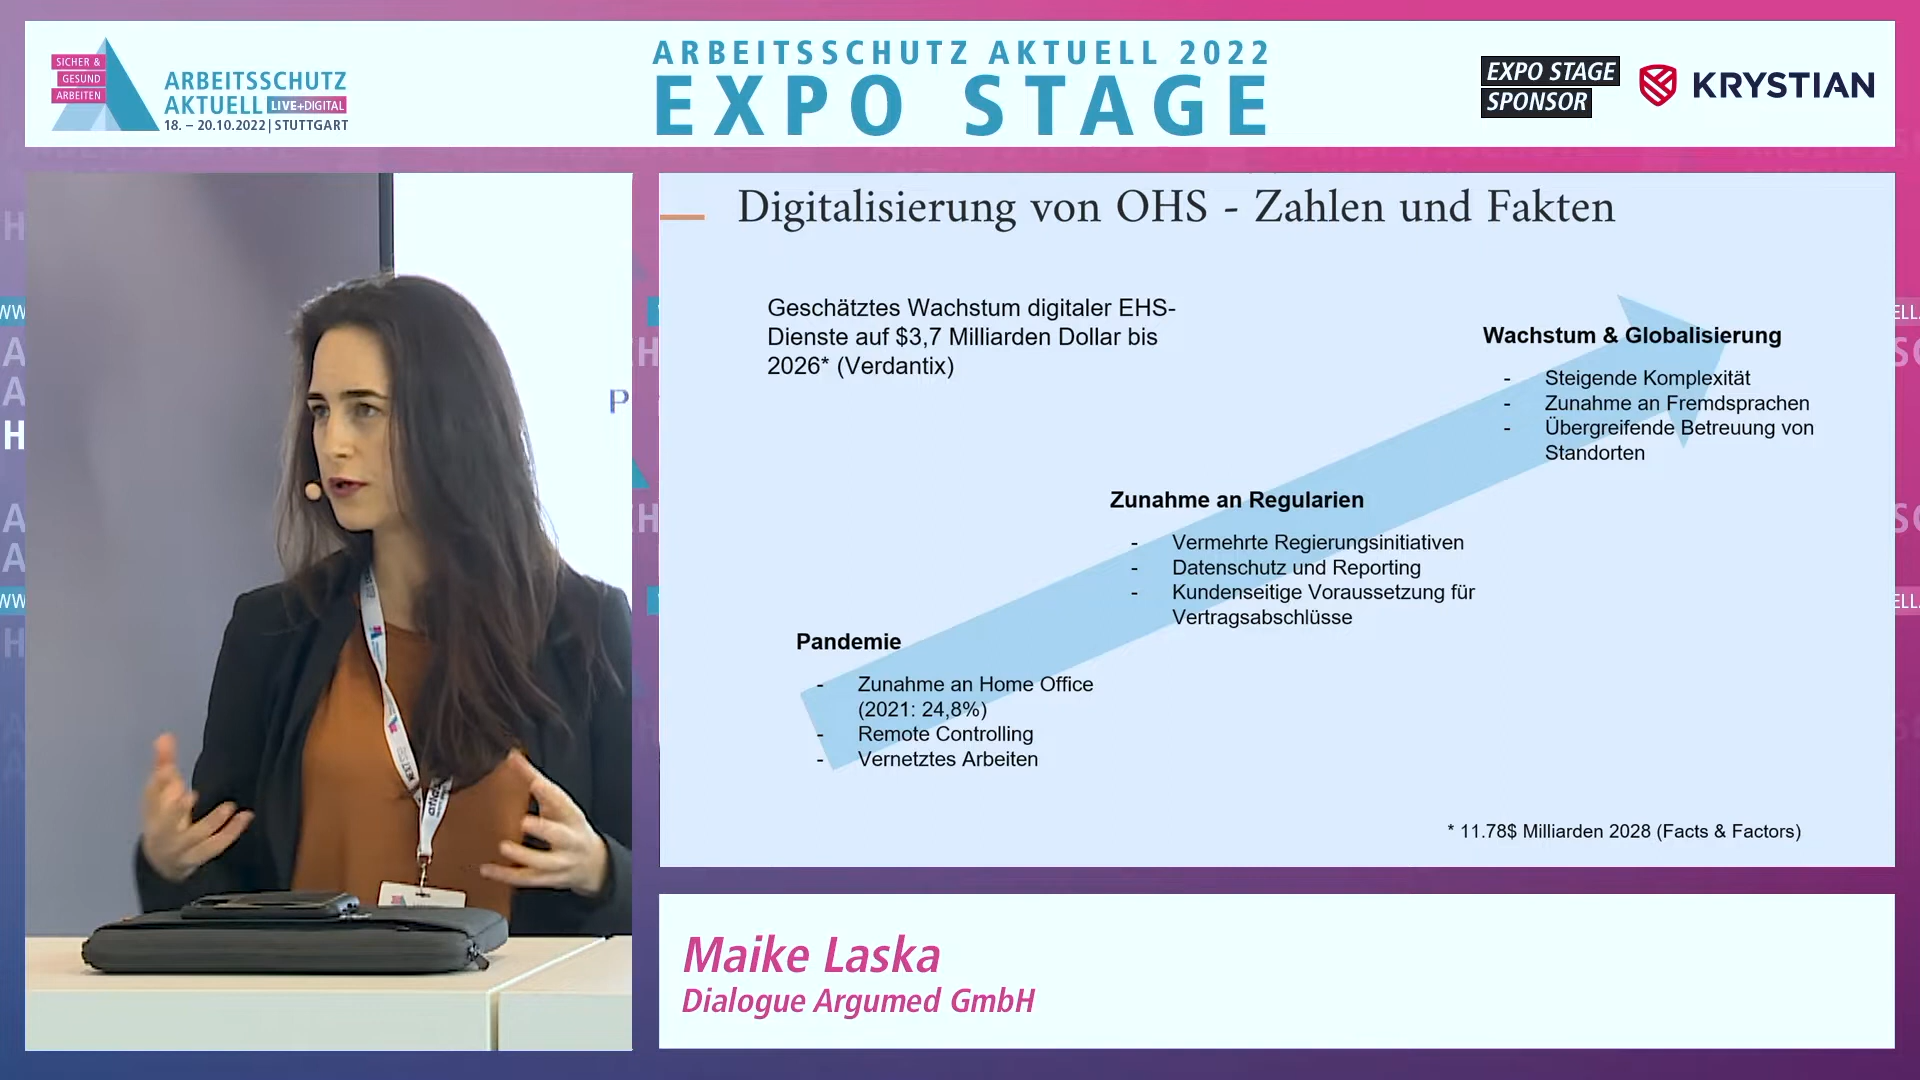 SICHER &
GESUND
ARBEITEN
ARBEITSSCHUTZ
AKTUELL LIVE+DIGITAL
18. – 20.10.2022 | STUTTGART
ARBEITSSCHUTZ AKTUELL 2022
EXPO STAGE
EXPO STAGE
SPONSOR
KRYSTIAN
Digitalisierung von OHS - Zahlen und Fakten
Geschätztes Wachstum digitaler EHS-
Dienste auf $3,7 Milliarden Dollar bis
2026* (Verdantix)
Wachstum & Globalisierung
- Steigende Komplexität
- Zunahme an Fremdsprachen
- Übergreifende Betreuung von
Standorten
Zunahme an Regularien
- Vermehrte Regierungsinitiativen
- Datenschutz und Reporting
- Kundenseitige Voraussetzung für
Vertragsabschlüsse
Pandemie
- Zunahme an Home Office
(2021: 24,8%)
- Remote Controlling
- Vernetztes Arbeiten
* 11.78$ Milliarden 2028 (Facts & Factors)
P
Maike Laska
Dialogue Argumed GmbH